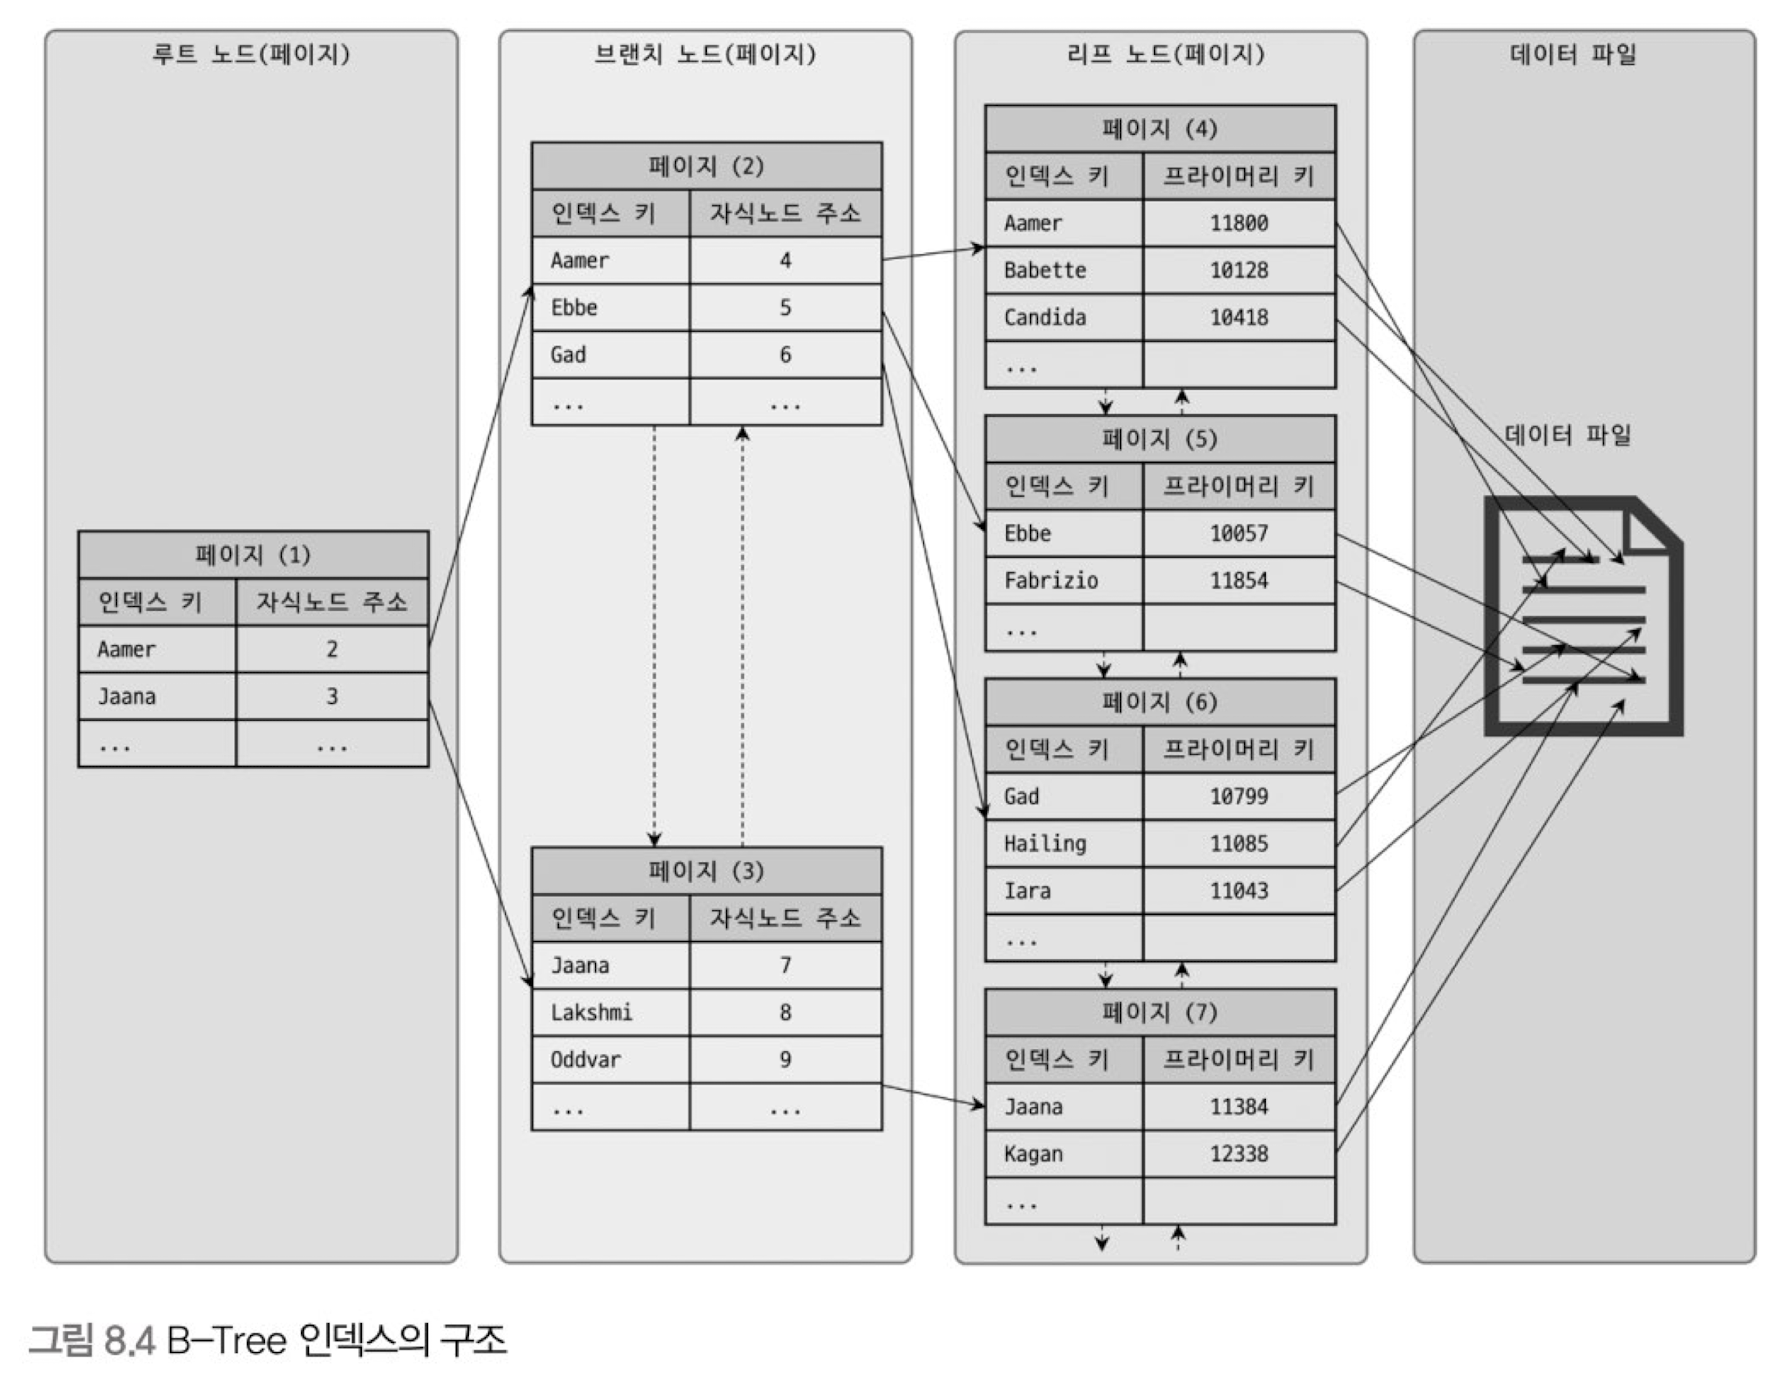 루트 노드(페이지)
페이지 (1)
인덱스 키 자식노드 주소
Aamer 2
Jaana 3
... ...
브랜치 노드(페이지)
페이지 (2)
인덱스 키 자식노드 주소
Aamer 4
Ebbe 5
Gad 6
... ...
페이지 (3)
인덱스 키 자식노드 주소
Jaana 7
Lakshmi 8
Oddvar 9
... ...
리프 노드(페이지)
페이지 (4)
인덱스 키 프라이머리 키
Aamer 11800
Babette 10128
Candida 10418
...
페이지 (5)
인덱스 키 프라이머리 키
Ebbe 10057
Fabrizio 11854
...
페이지 (6)
인덱스 키 프라이머리 키
Gad 10799
Hailing 11085
Iara 11043
...
페이지 (7)
인덱스 키 프라이머리 키
Jaana 11384
Kagan 12338
...
데이터 파일
데이터 파일
그림 8.4 B-Tree 인덱스의 구조